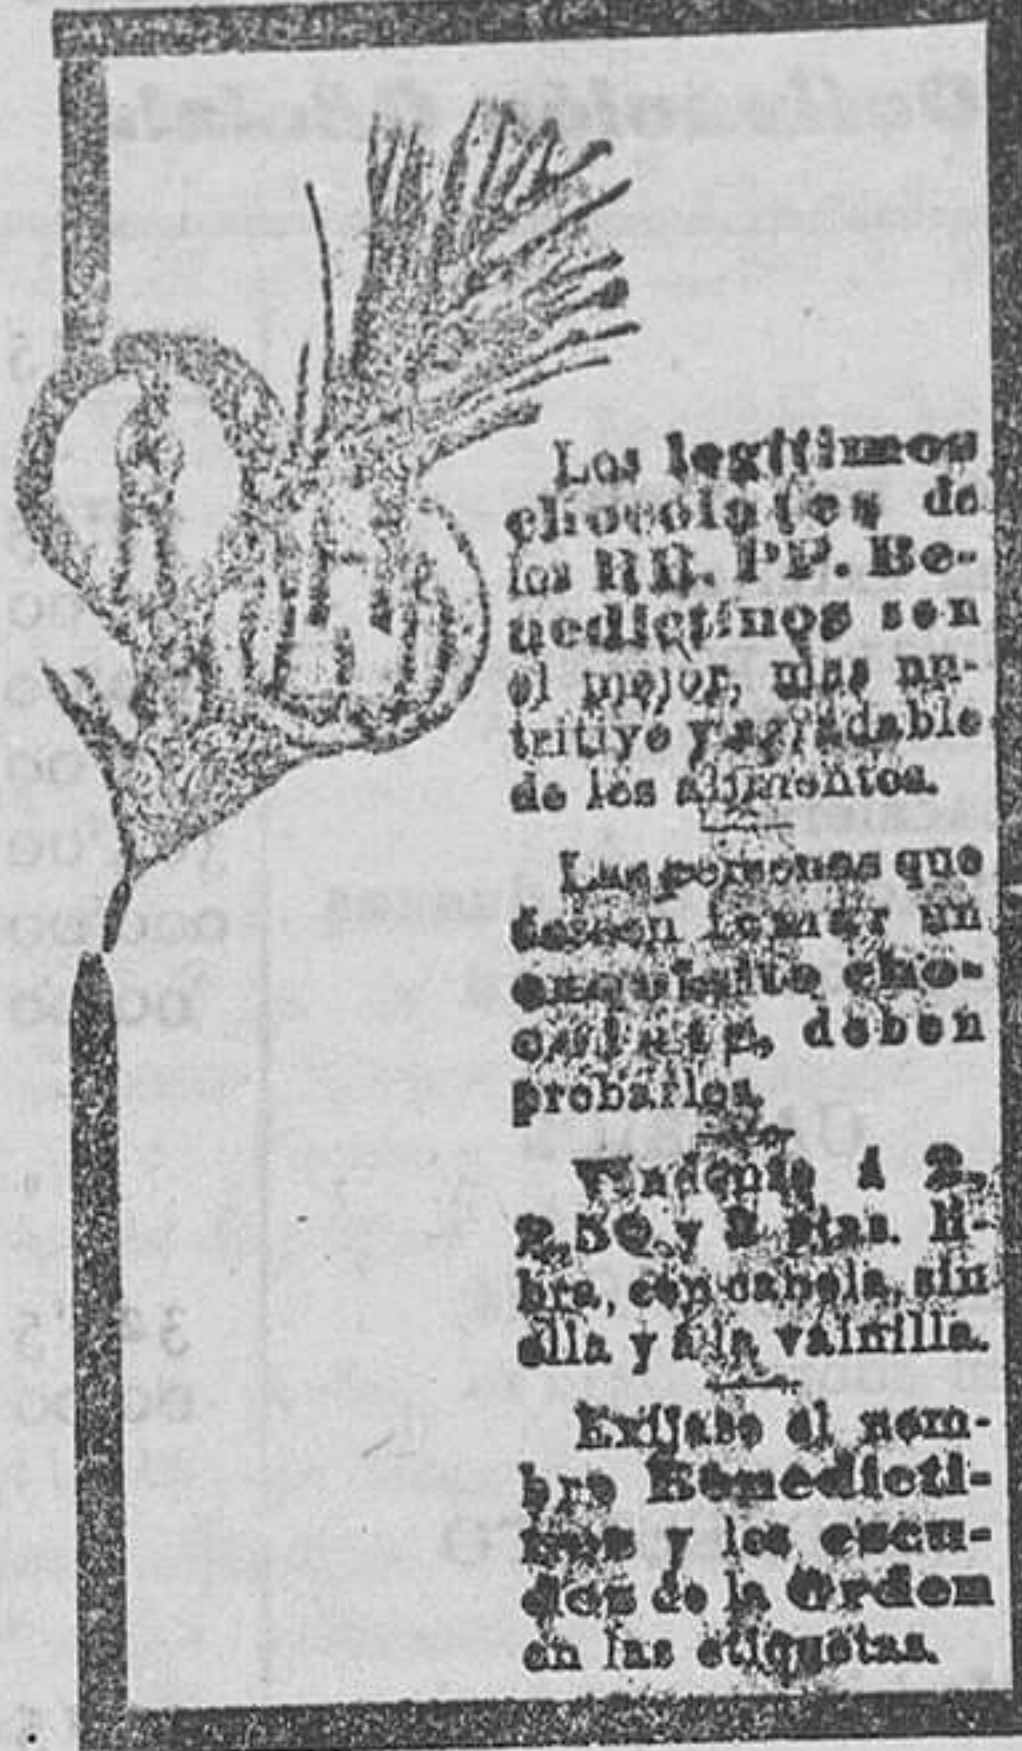 Los legítimos
chocolates de
los RR. PP. Be-
nedictinos son
el mejor, mas nu-
tritivo y agradable
de los alimentos.
Las personas que
deseen tomar un
exquisito cho-
colate, deben
probarlos.
Véndense á 2,
2,50 y 3 ptas. li-
bra, con canela, sin
ella y á la vainilla.
Exíjase el nom-
bre Benedicti-
nos y los escu-
dos de la Orden
en las etiquetas.